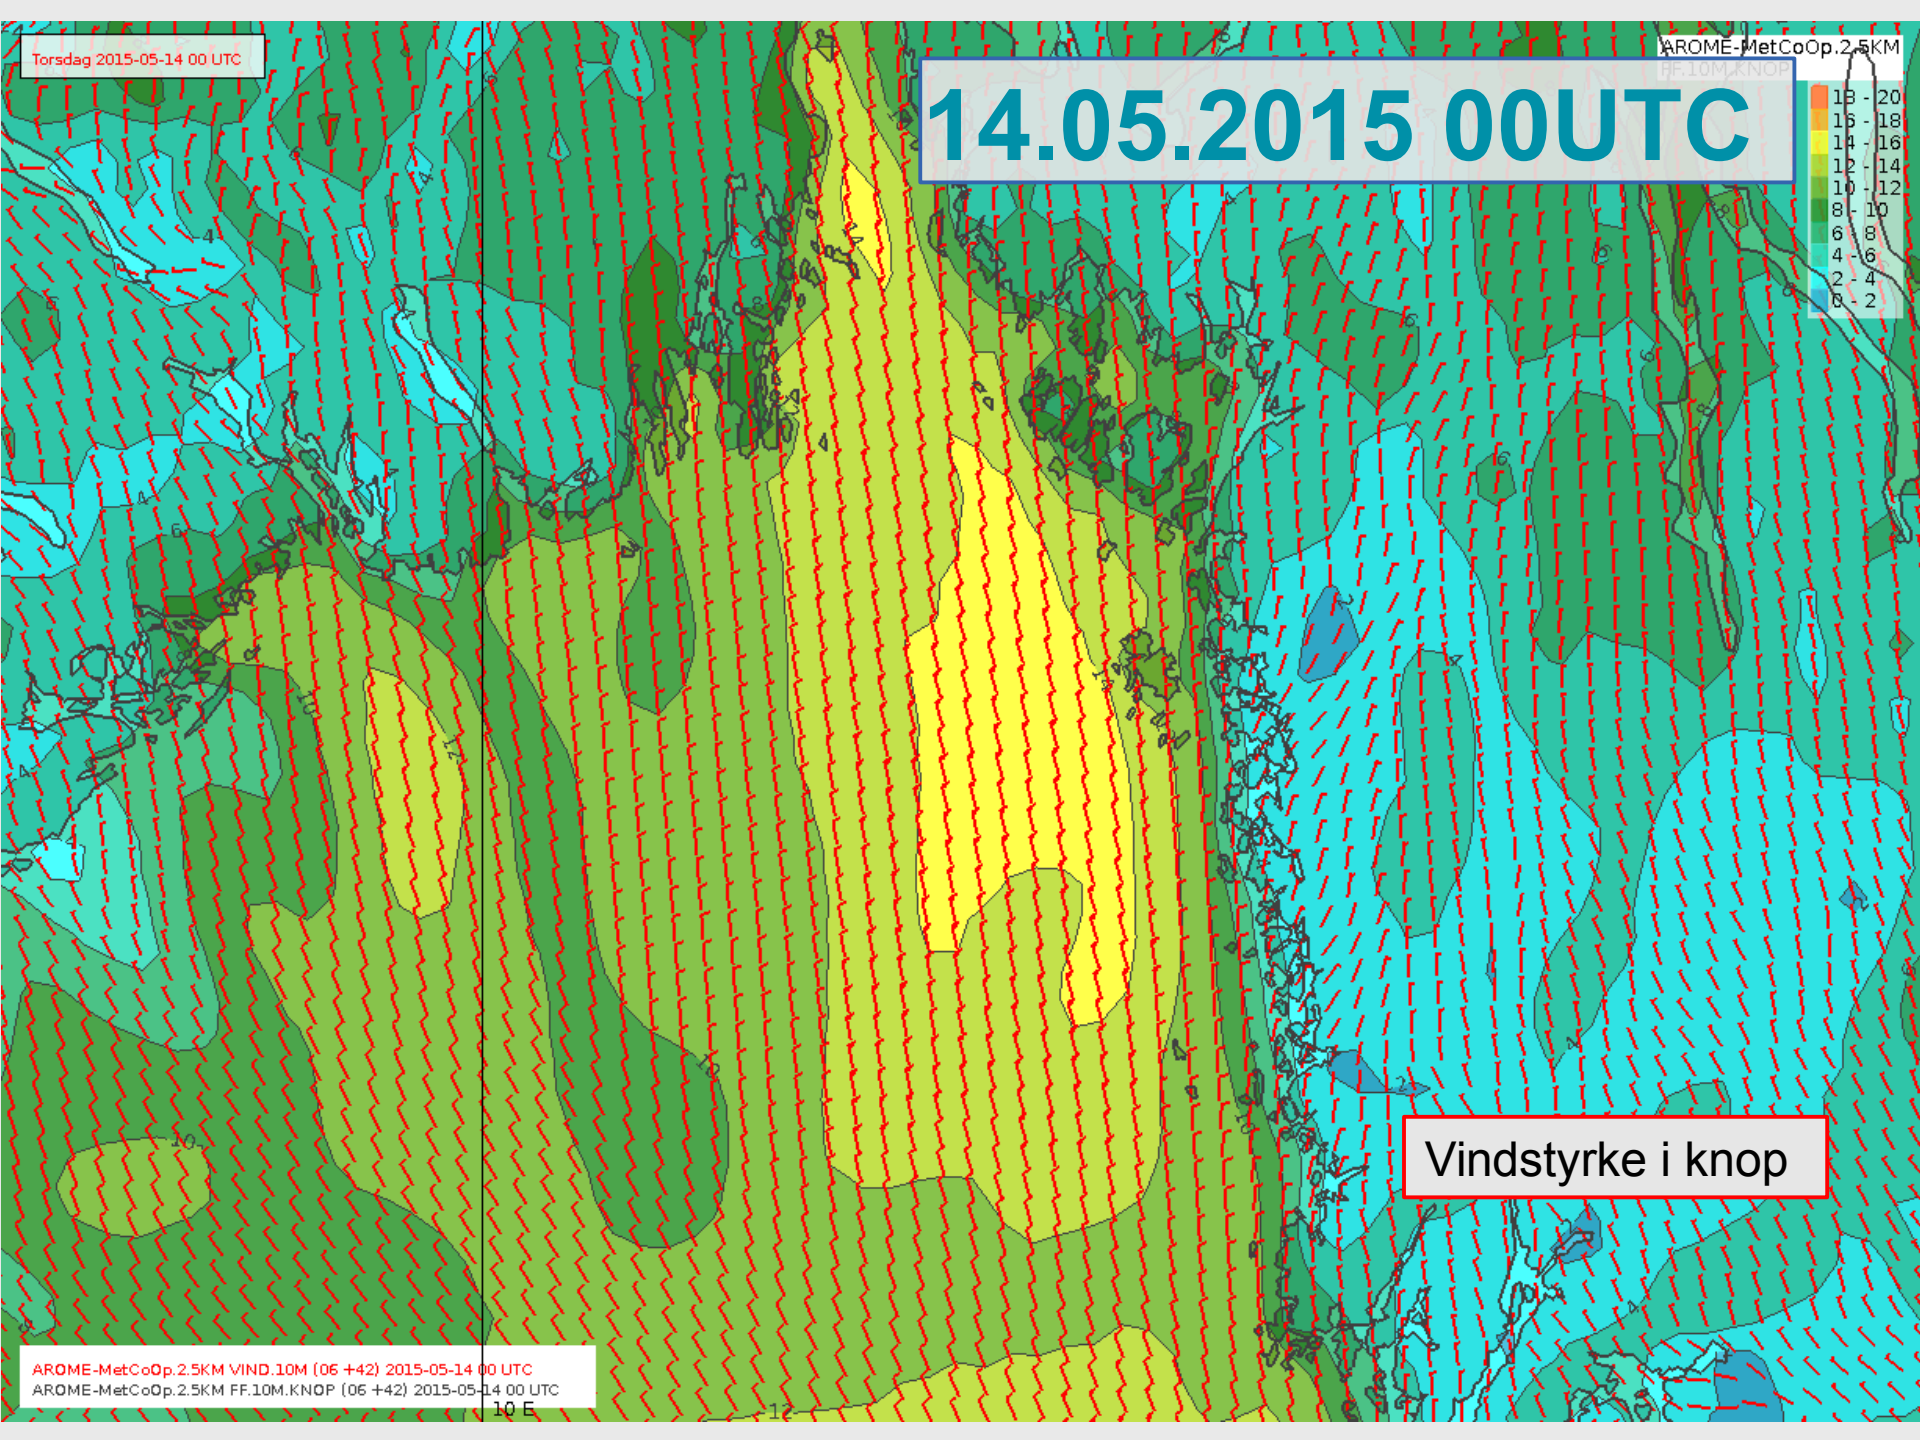 Torsdag 2015-05-14 00 UTC
AROME-MetCoOp.2.5KM
FF.10M.KNOP
14.05.2015 00UTC
18 - 20
16 - 18
14 - 16
12 - 14
10 - 12
8 - 10
6 - 8
4 - 6
2 - 4
0 - 2
Vindstyrke i knop
AROME-MetCoOp.2.5KM VIND.10M (06 +42) 2015-05-14 00 UTC
AROME-MetCoOp.2.5KM FF.10M.KNOP (06 +42) 2015-05-14 00 UTC
10 E